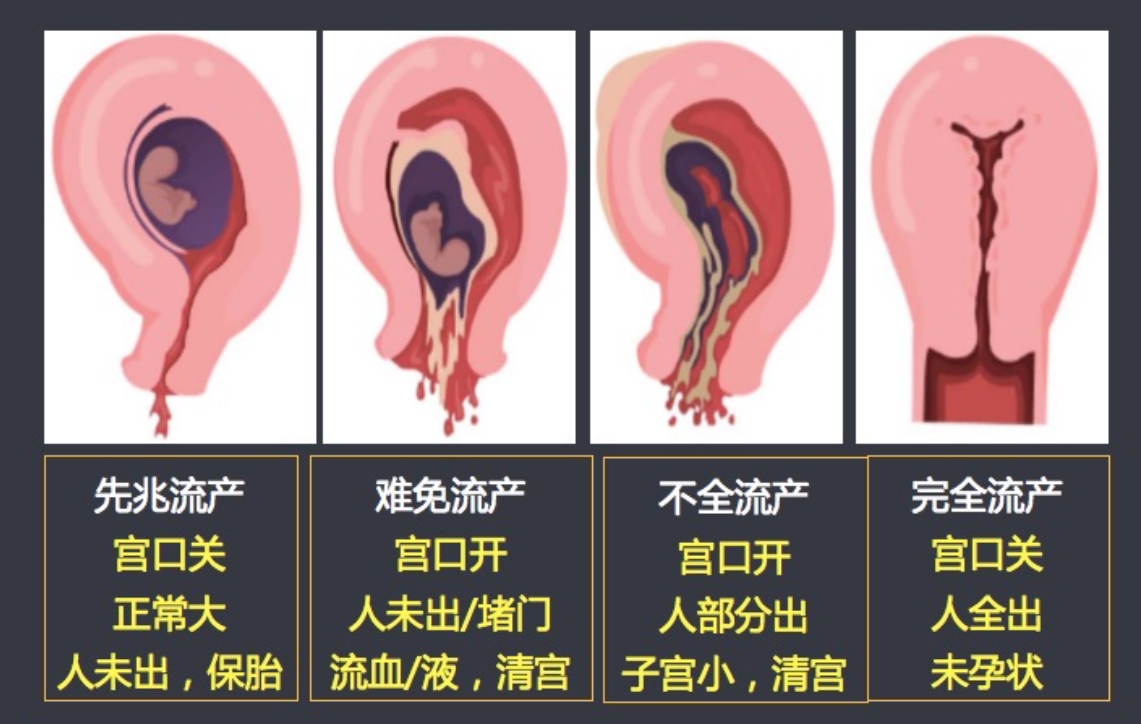 先兆流产
宫口关
正常大
人未出，保胎
难免流产
宫口开
人未出/堵门
流血/液，清宫
不全流产
宫口开
人部分出
子宫小，清宫
完全流产
宫口关
人全出
未孕状